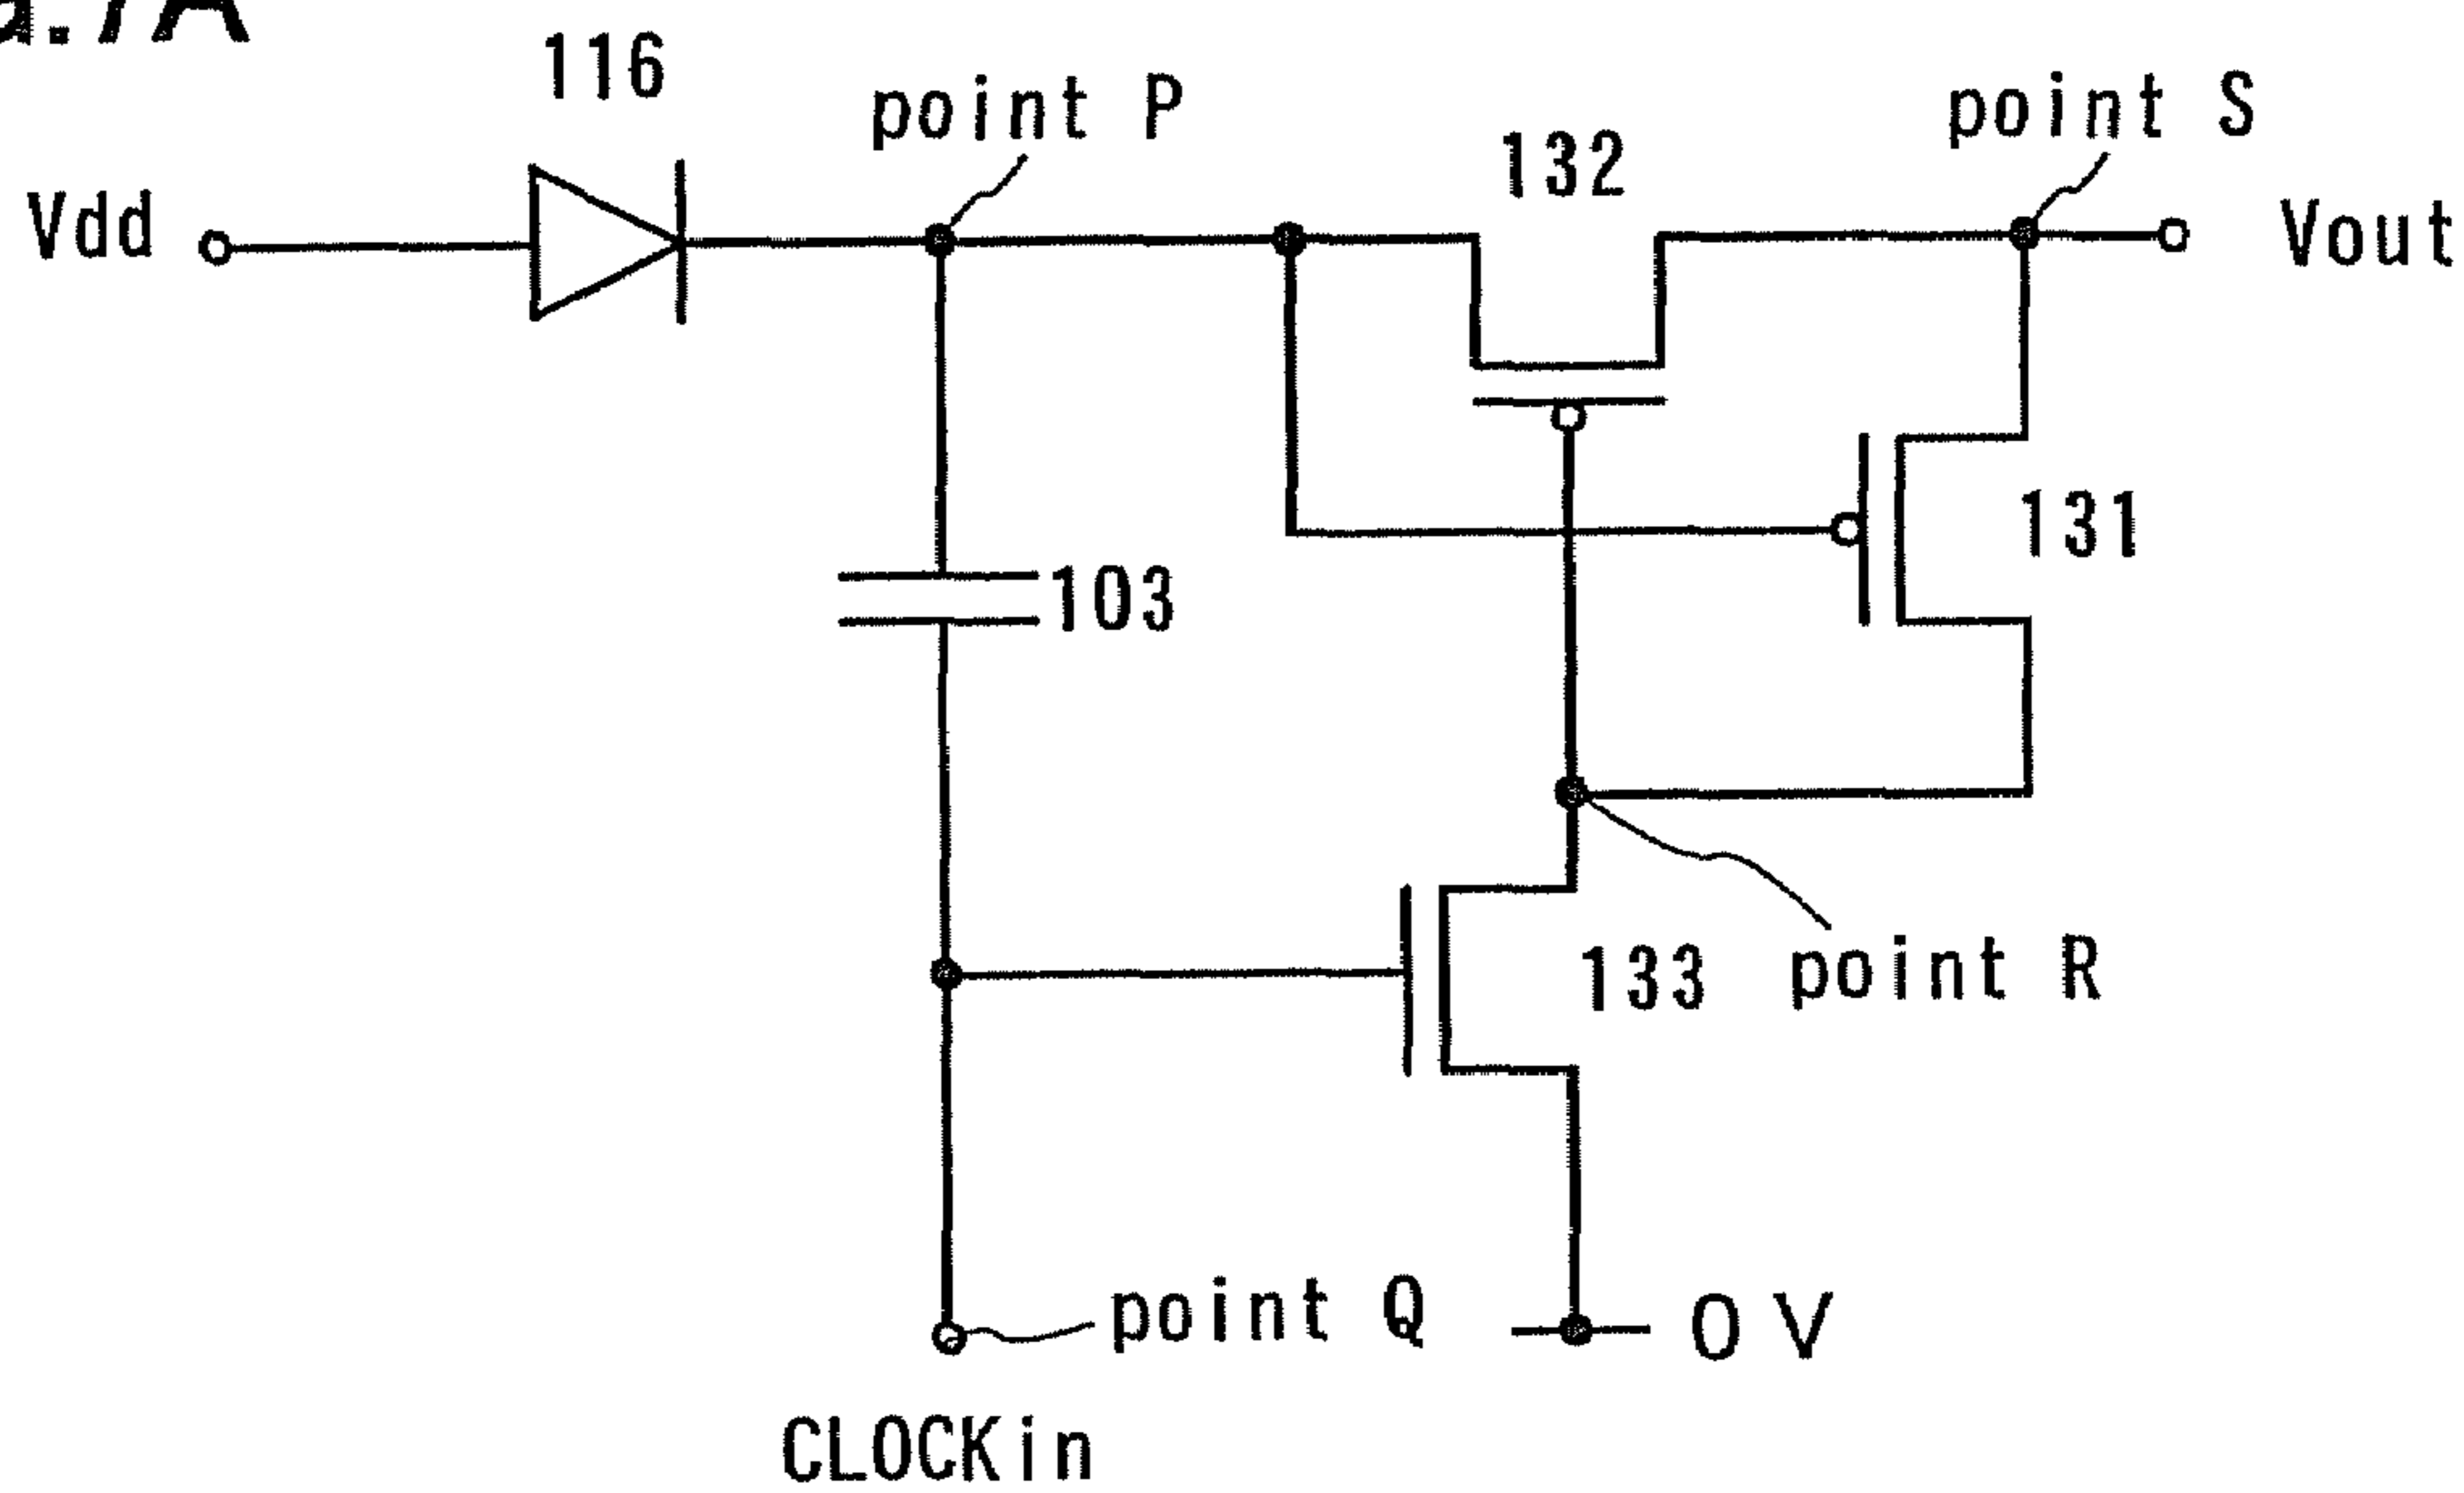 116
point P
point S
132
Vdd
Vout
131
103
133
point R
point Q
0 V
CLOCKin